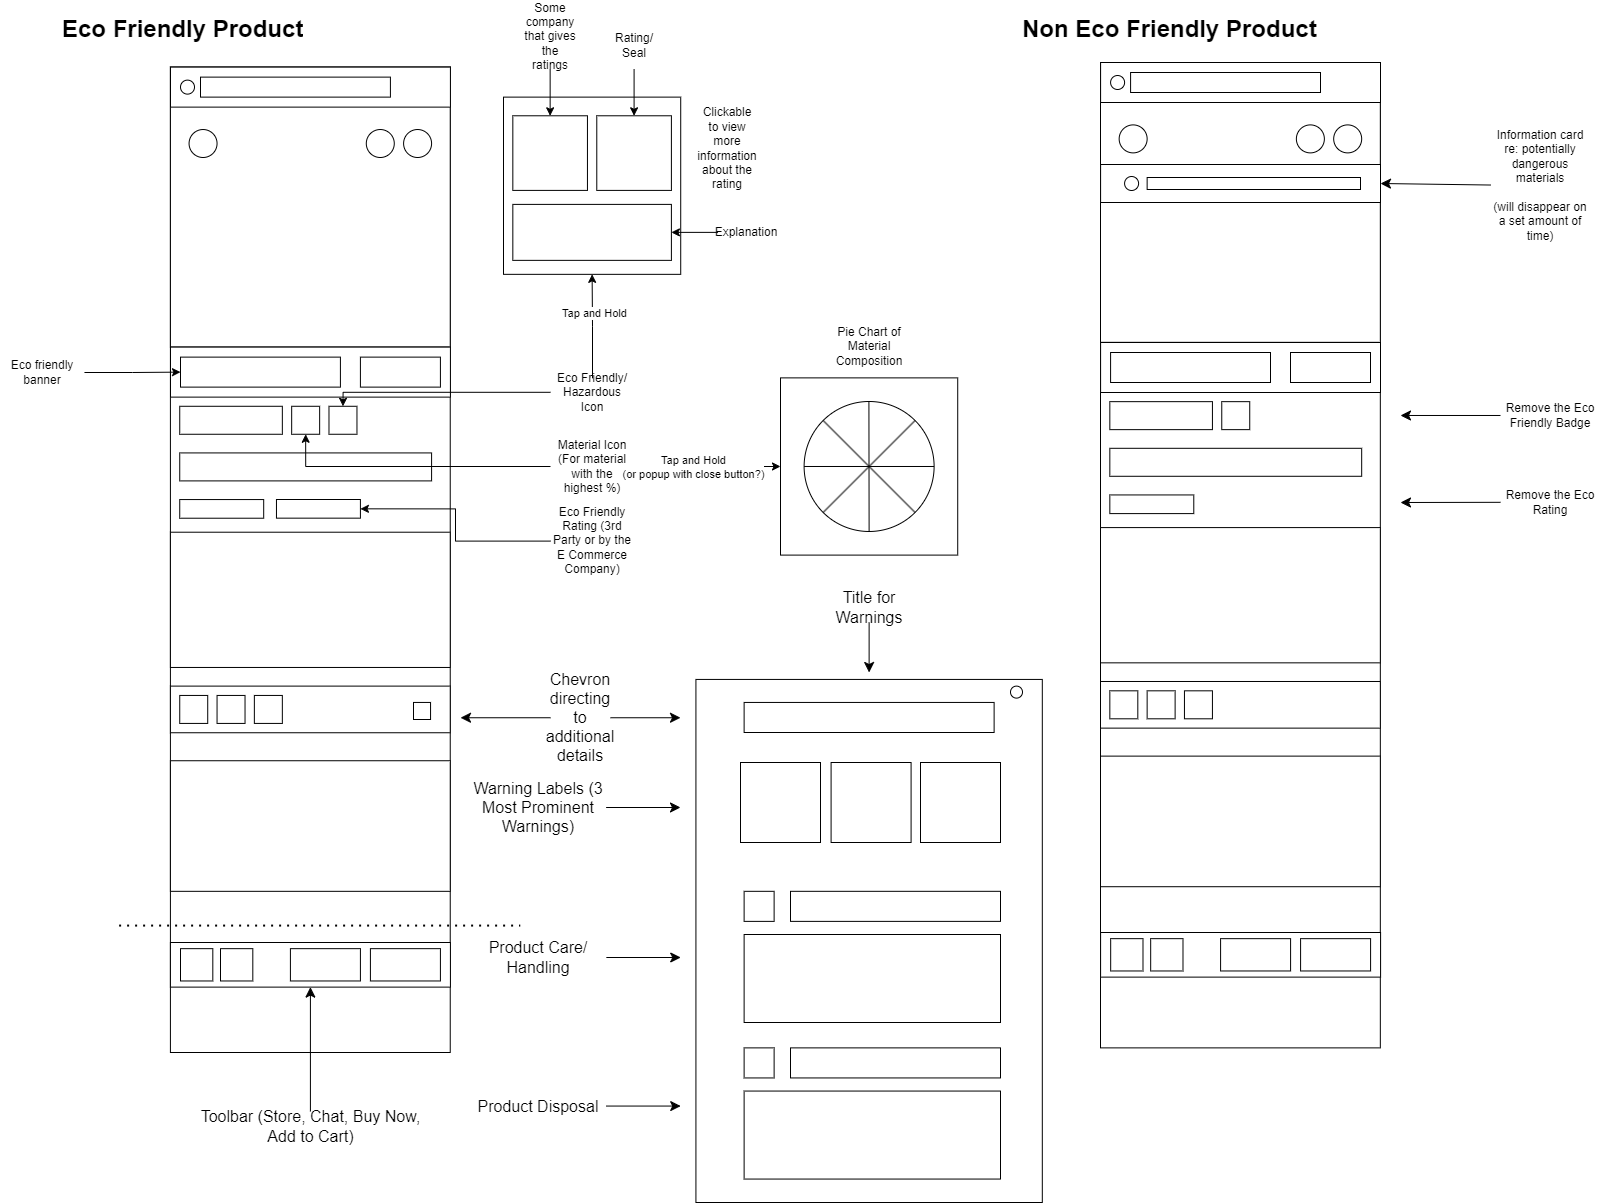 Eco Friendly Product
Some
company
that gives
the
ratings
Rating/
Seal
Clickable
to view
more
information
about the
rating
Explanation
Tap and Hold
Eco friendly
banner
Eco Friendly/
Hazardous
Icon
Material Icon
(For material
with the
highest %)
Eco Friendly
Rating (3rd
Party or by the
E Commerce
Company)
Pie Chart of
Material
Composition
Tap and Hold
(or popup with close button?)
Title for
Warnings
Chevron
directing
to
additional
details
Warning Labels (3
Most Prominent
Warnings)
Product Care/
Handling
Product Disposal
Toolbar (Store, Chat, Buy Now,
Add to Cart)
Non Eco Friendly Product
Information card
re: potentially
dangerous
materials
(will disappear on
a set amount of
time)
Remove the Eco
Friendly Badge
Remove the Eco
Rating